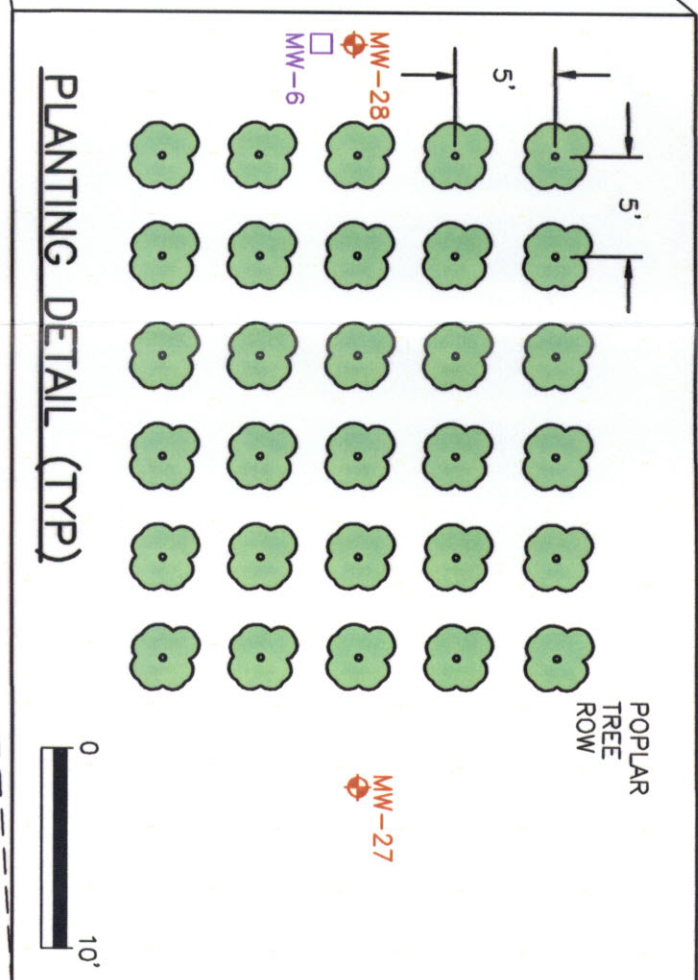 5'
5'
MW-28
MW-6
POPLAR
TREE
ROW
MW-27
PLANTING DETAIL (TYP)
0
10'